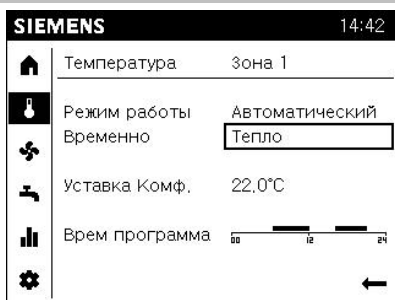 SIEMENS 14:42
Температура Зона 1
Режим работы Автоматический
Временно Тепло
Уставка Комф. 22,0°C
Врем программа
00 12 24